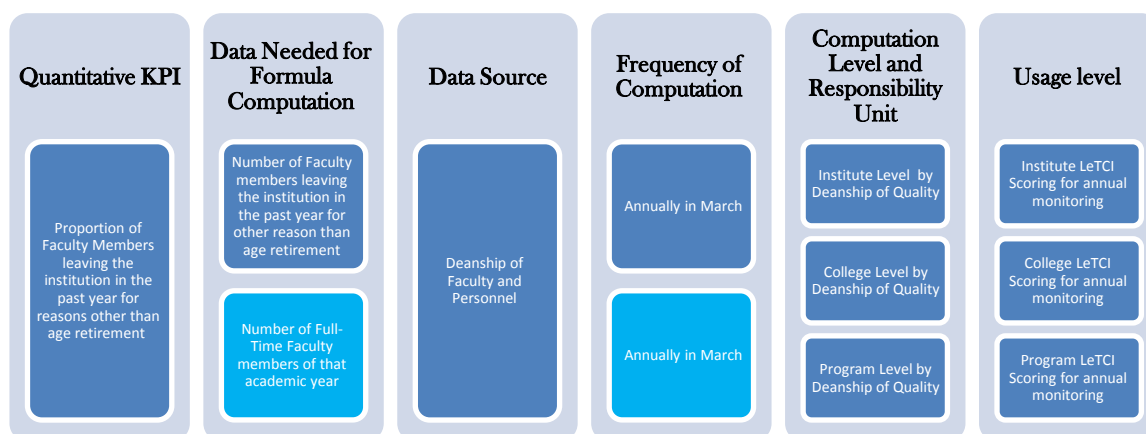 Quantitative KPI
Proportion of
Faculty Members
leaving the
institution in the
past year for
reasons other than
age retirement
Data Needed for
Formula
Computation
Number of Faculty
members leaving
the institution in
the past year for
other reason than
age retirement
Number of Full-
Time Faculty
members of that
academic year
Data Source
Deanship of
Faculty and
Personnel
Frequency of
Computation
Annually in March
Annually in March
Computation
Level and
Responsibility
Unit
Institute Level by
Deanship of Quality
College Level by
Deanship of Quality
Program Level by
Deanship of Quality
Usage level
Institute LeTCI
Scoring for annual
monitoring
College LeTCI
Scoring for annual
monitoring
Program LeTCI
Scoring for annual
monitoring